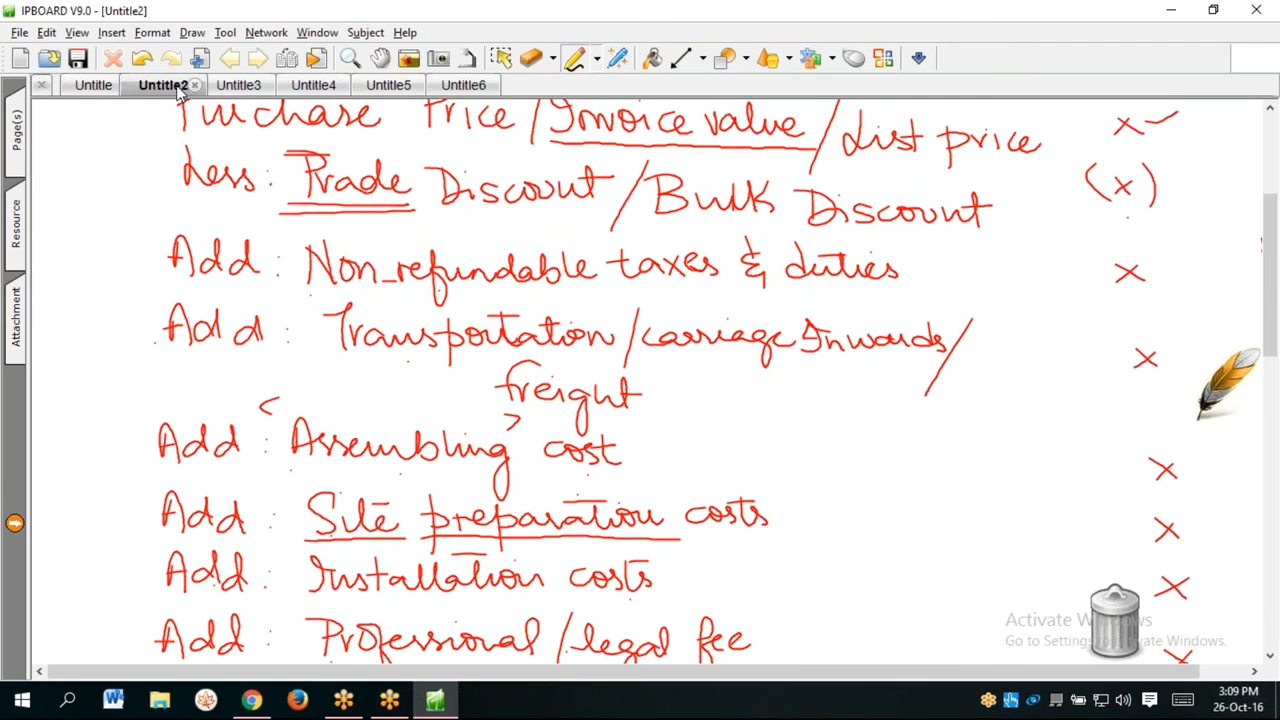 IPBOARD V9.0 - [Untitle2]
File Edit View Insert Format Draw Tool Network Window Subject Help
Untitle Untitle2 Untitle3 Untitle4 Untitle5 Untitle6
Page(s)
Resource
Attachment
Purchase Price/Invoice value/List price x
Less: Trade Discount/Bulk Discount (x)
Add: Non-refundable taxes & duties x
Add: Transportation/carriage Inwards/ x
freight
Add: Assembling cost x
Add: Site preparation costs x
Add: Installation costs x
Add: Professional/legal fee x
Activate Windows
Go to Settings to activate Windows.
3:09 PM
26-Oct-16